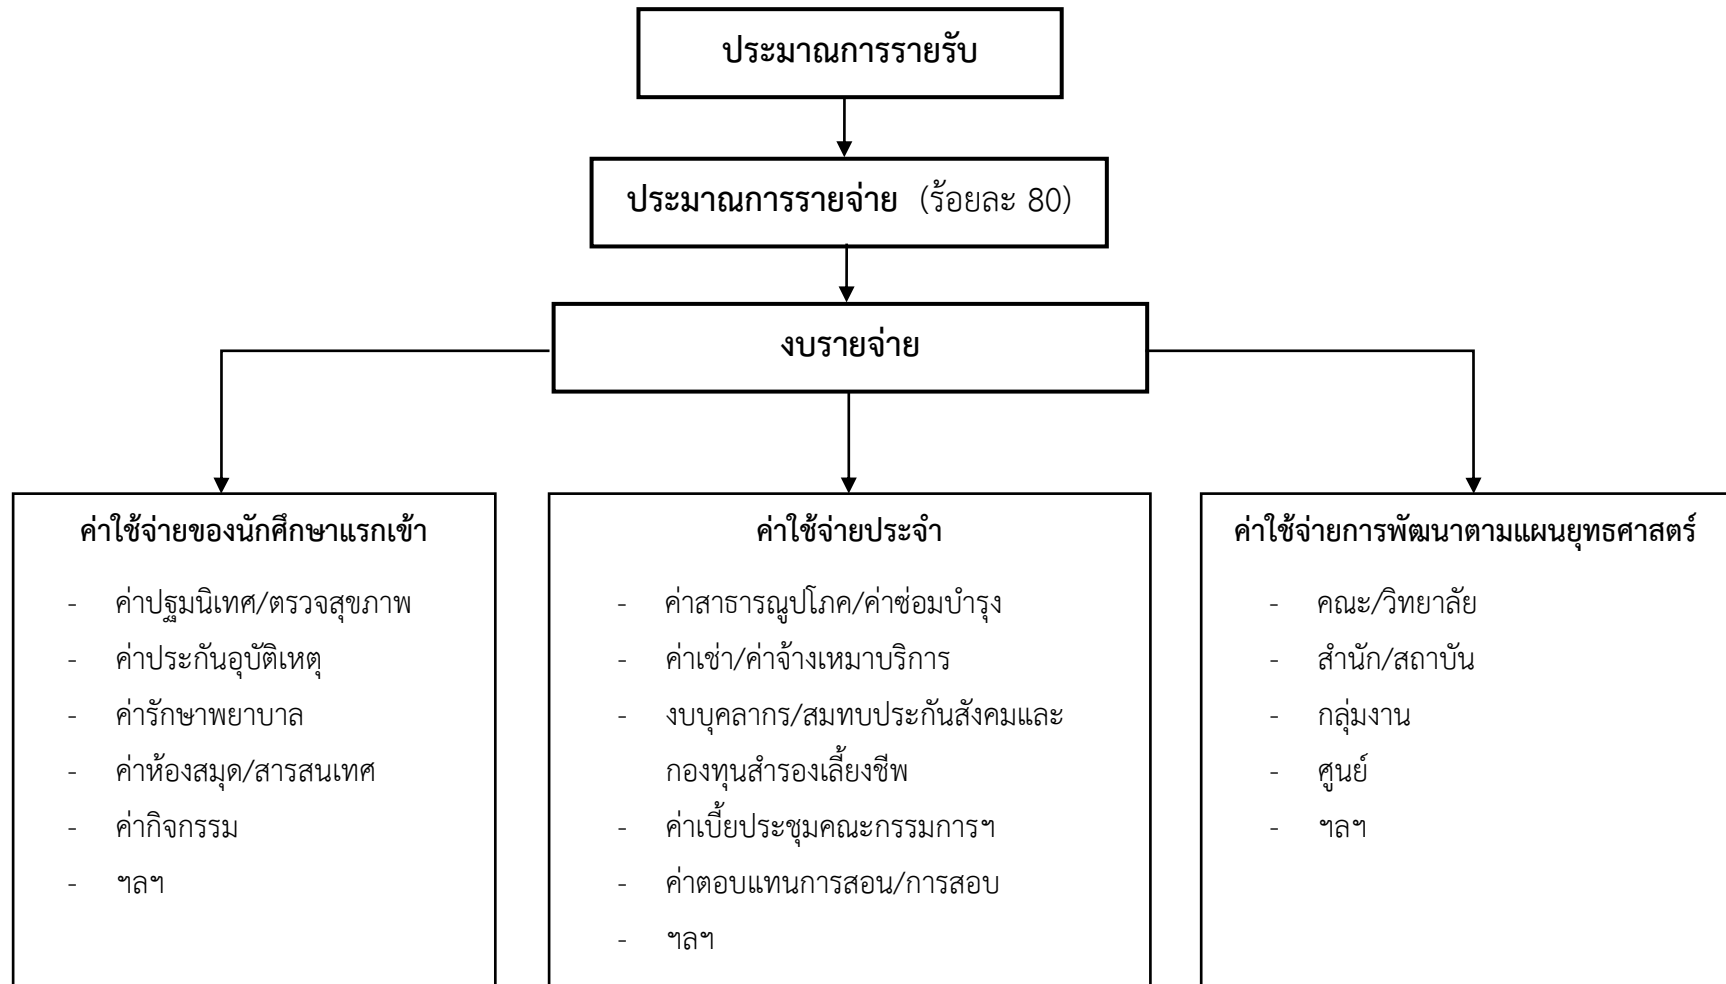 ประมาณการรายรับ
ประมาณการรายจ่าย (ร้อยละ 80)
งบรายจ่าย
ค่าใช้จ่ายของนักศึกษาแรกเข้า
- ค่าปฐมนิเทศ/ตรวจสุขภาพ
- ค่าประกันอุบัติเหตุ
- ค่ารักษาพยาบาล
- ค่าห้องสมุด/สารสนเทศ
- ค่ากิจกรรม
- ฯลฯ
ค่าใช้จ่ายประจำ
- ค่าสาธารณูปโภค/ค่าซ่อมบำรุง
- ค่าเช่า/ค่าจ้างเหมาบริการ
- งบบุคลากร/สมทบประกันสังคมและ
กองทุนสำรองเลี้ยงชีพ
- ค่าเบี้ยประชุมคณะกรรมการฯ
- ค่าตอบแทนการสอน/การสอบ
- ฯลฯ
ค่าใช้จ่ายการพัฒนาตามแผนยุทธศาสตร์
- คณะ/วิทยาลัย
- สำนัก/สถาบัน
- กลุ่มงาน
- ศูนย์
- ฯลฯ